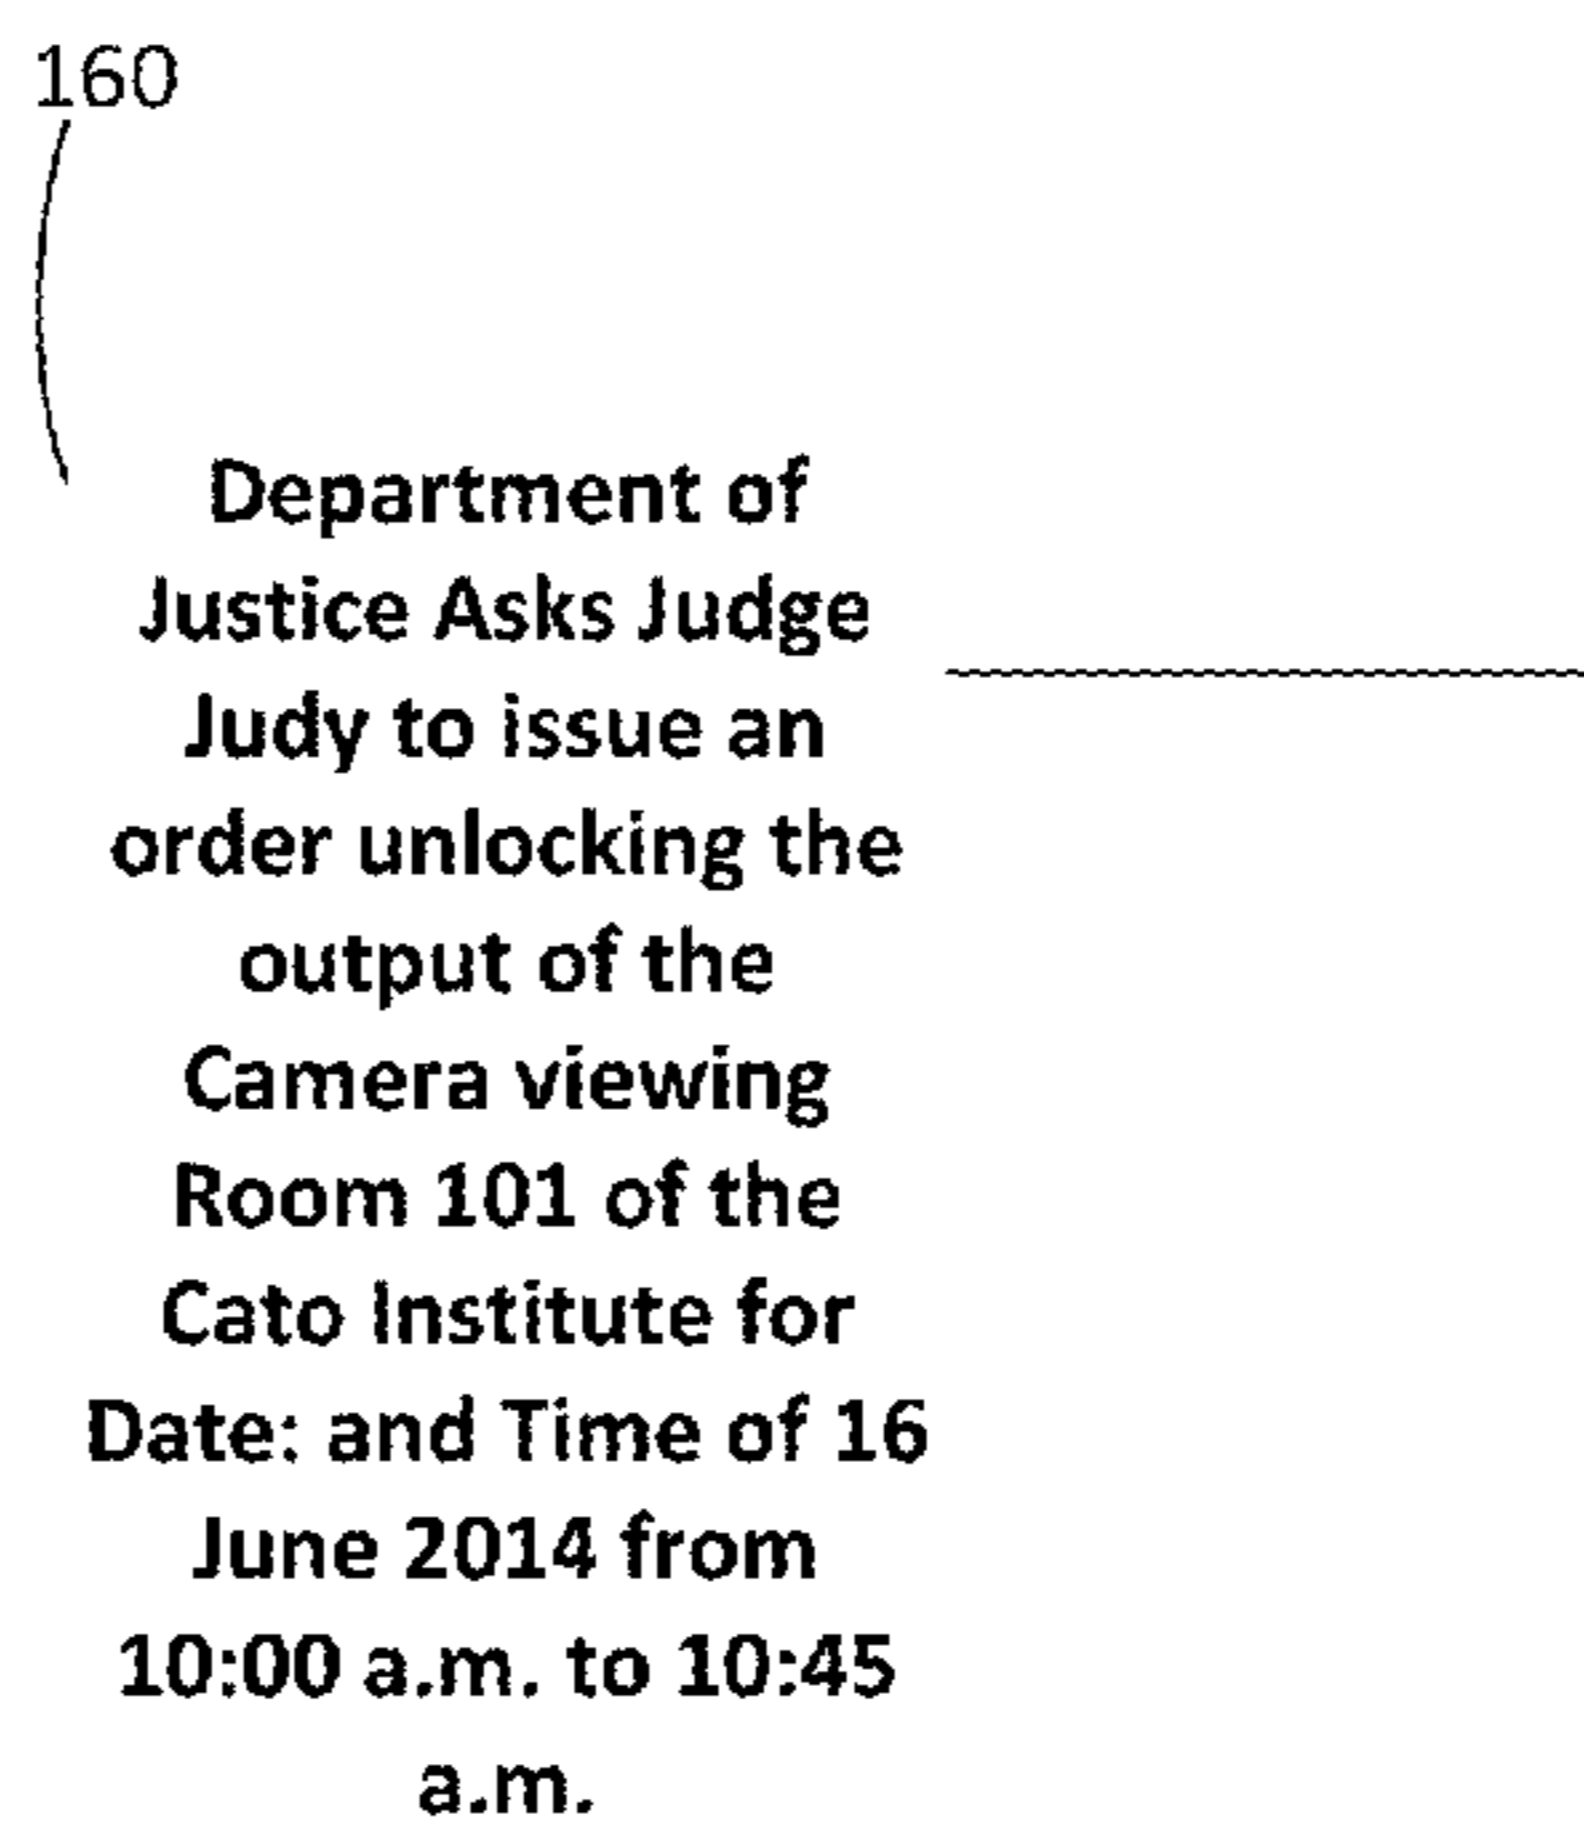 160
Department of
Justice Asks Judge
Judy to issue an
order unlocking the
output of the
Camera viewing
Room 101 of the
Cato Institute for
Date: and Time of 16
June 2014 from
10:00 a.m. to 10:45
a.m.